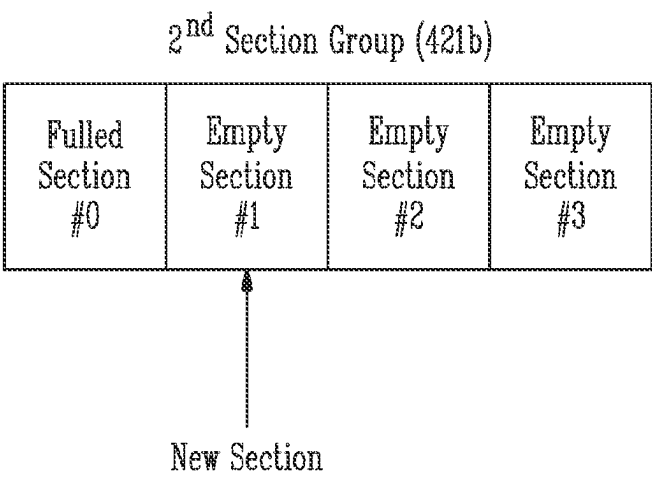 2nd Section Group (421b)
Fulled Section #0
Empty Section #1
Empty Section #2
Empty Section #3
New Section